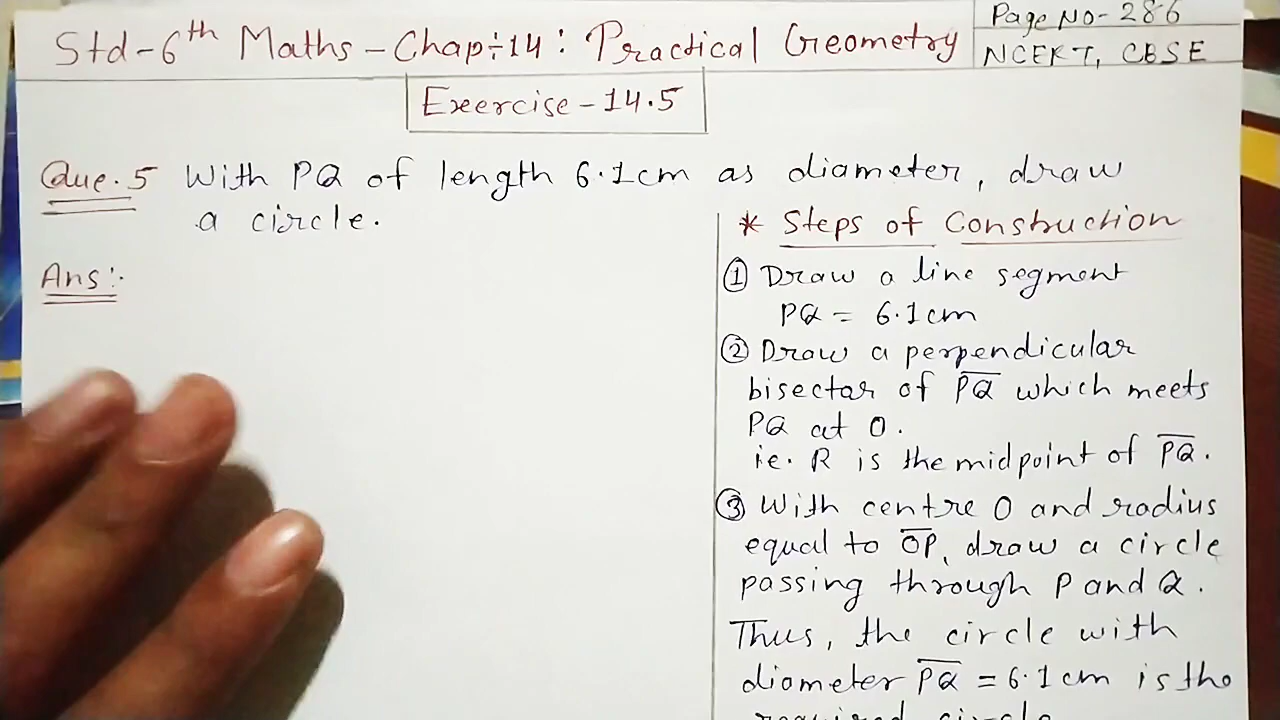 Std-6th Maths - Chap÷14: Practical Geometry
Page No- 286
NCERT, CBSE
Exercise - 14.5
Que. 5 With PQ of length 6.1cm as diameter, draw
a circle.
Ans:
* Steps of Construction
① Draw a line segment
PQ = 6.1cm
② Draw a perpendicular
bisector of PQ which meets
PQ at O.
ie. R is the midpoint of PQ.
③ With centre O and radius
equal to OP, draw a circle
passing through P and Q.
Thus, the circle with
diameter PQ = 6.1cm is the
required circle